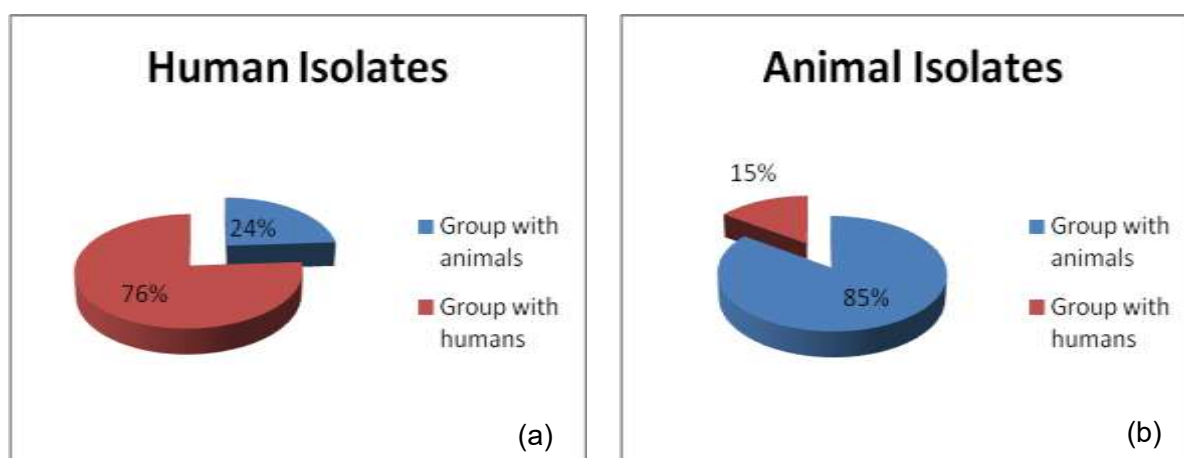 Human Isolates
24%
76%
Group with
animals
Group with
humans
(a)
Animal Isolates
15%
85%
Group with
animals
Group with
humans
(b)